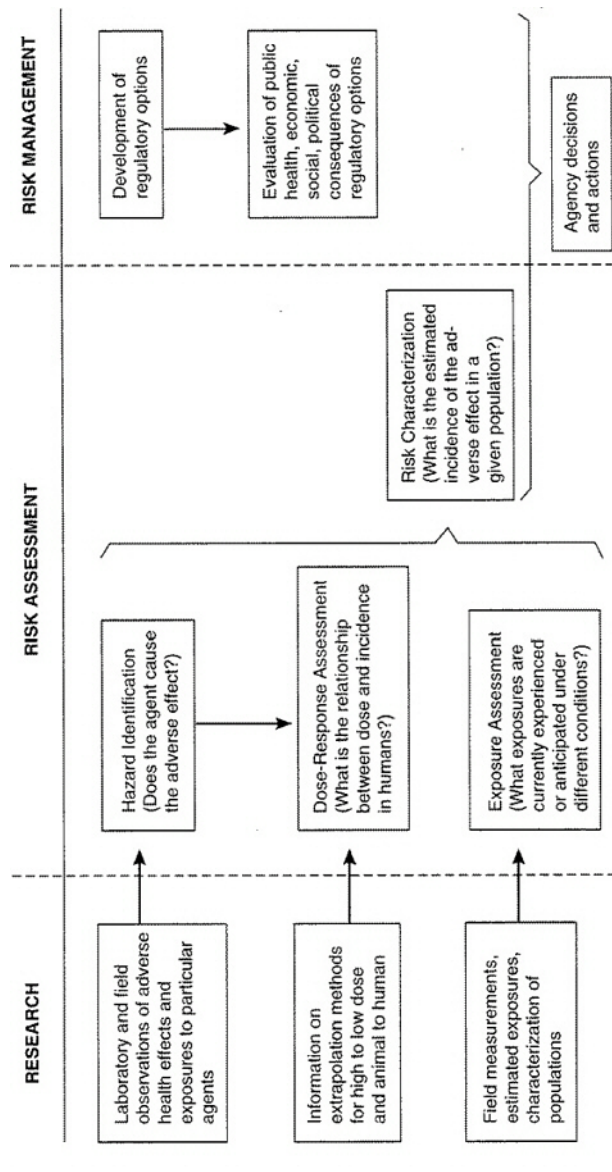 RESEARCH
Laboratory and field
observations of adverse
health effects and
exposures to particular
agents
Information on
extrapolation methods
for high to low dose
and animal to human
Field measurements,
estimated exposures,
characterization of
populations
RISK ASSESSMENT
Hazard Identification
(Does the agent cause
the adverse effect?)
Dose-Response Assessment
(What is the relationship
between dose and incidence
in humans?)
Exposure Assessment
(What exposures are
currently experienced
or anticipated under
different conditions?)
Risk Characterization
(What is the estimated
incidence of the ad-
verse effect in a
given population?)
RISK MANAGEMENT
Development of
regulatory options
Evaluation of public
health, economic,
social, political
consequences of
regulatory options
Agency decisions
and actions